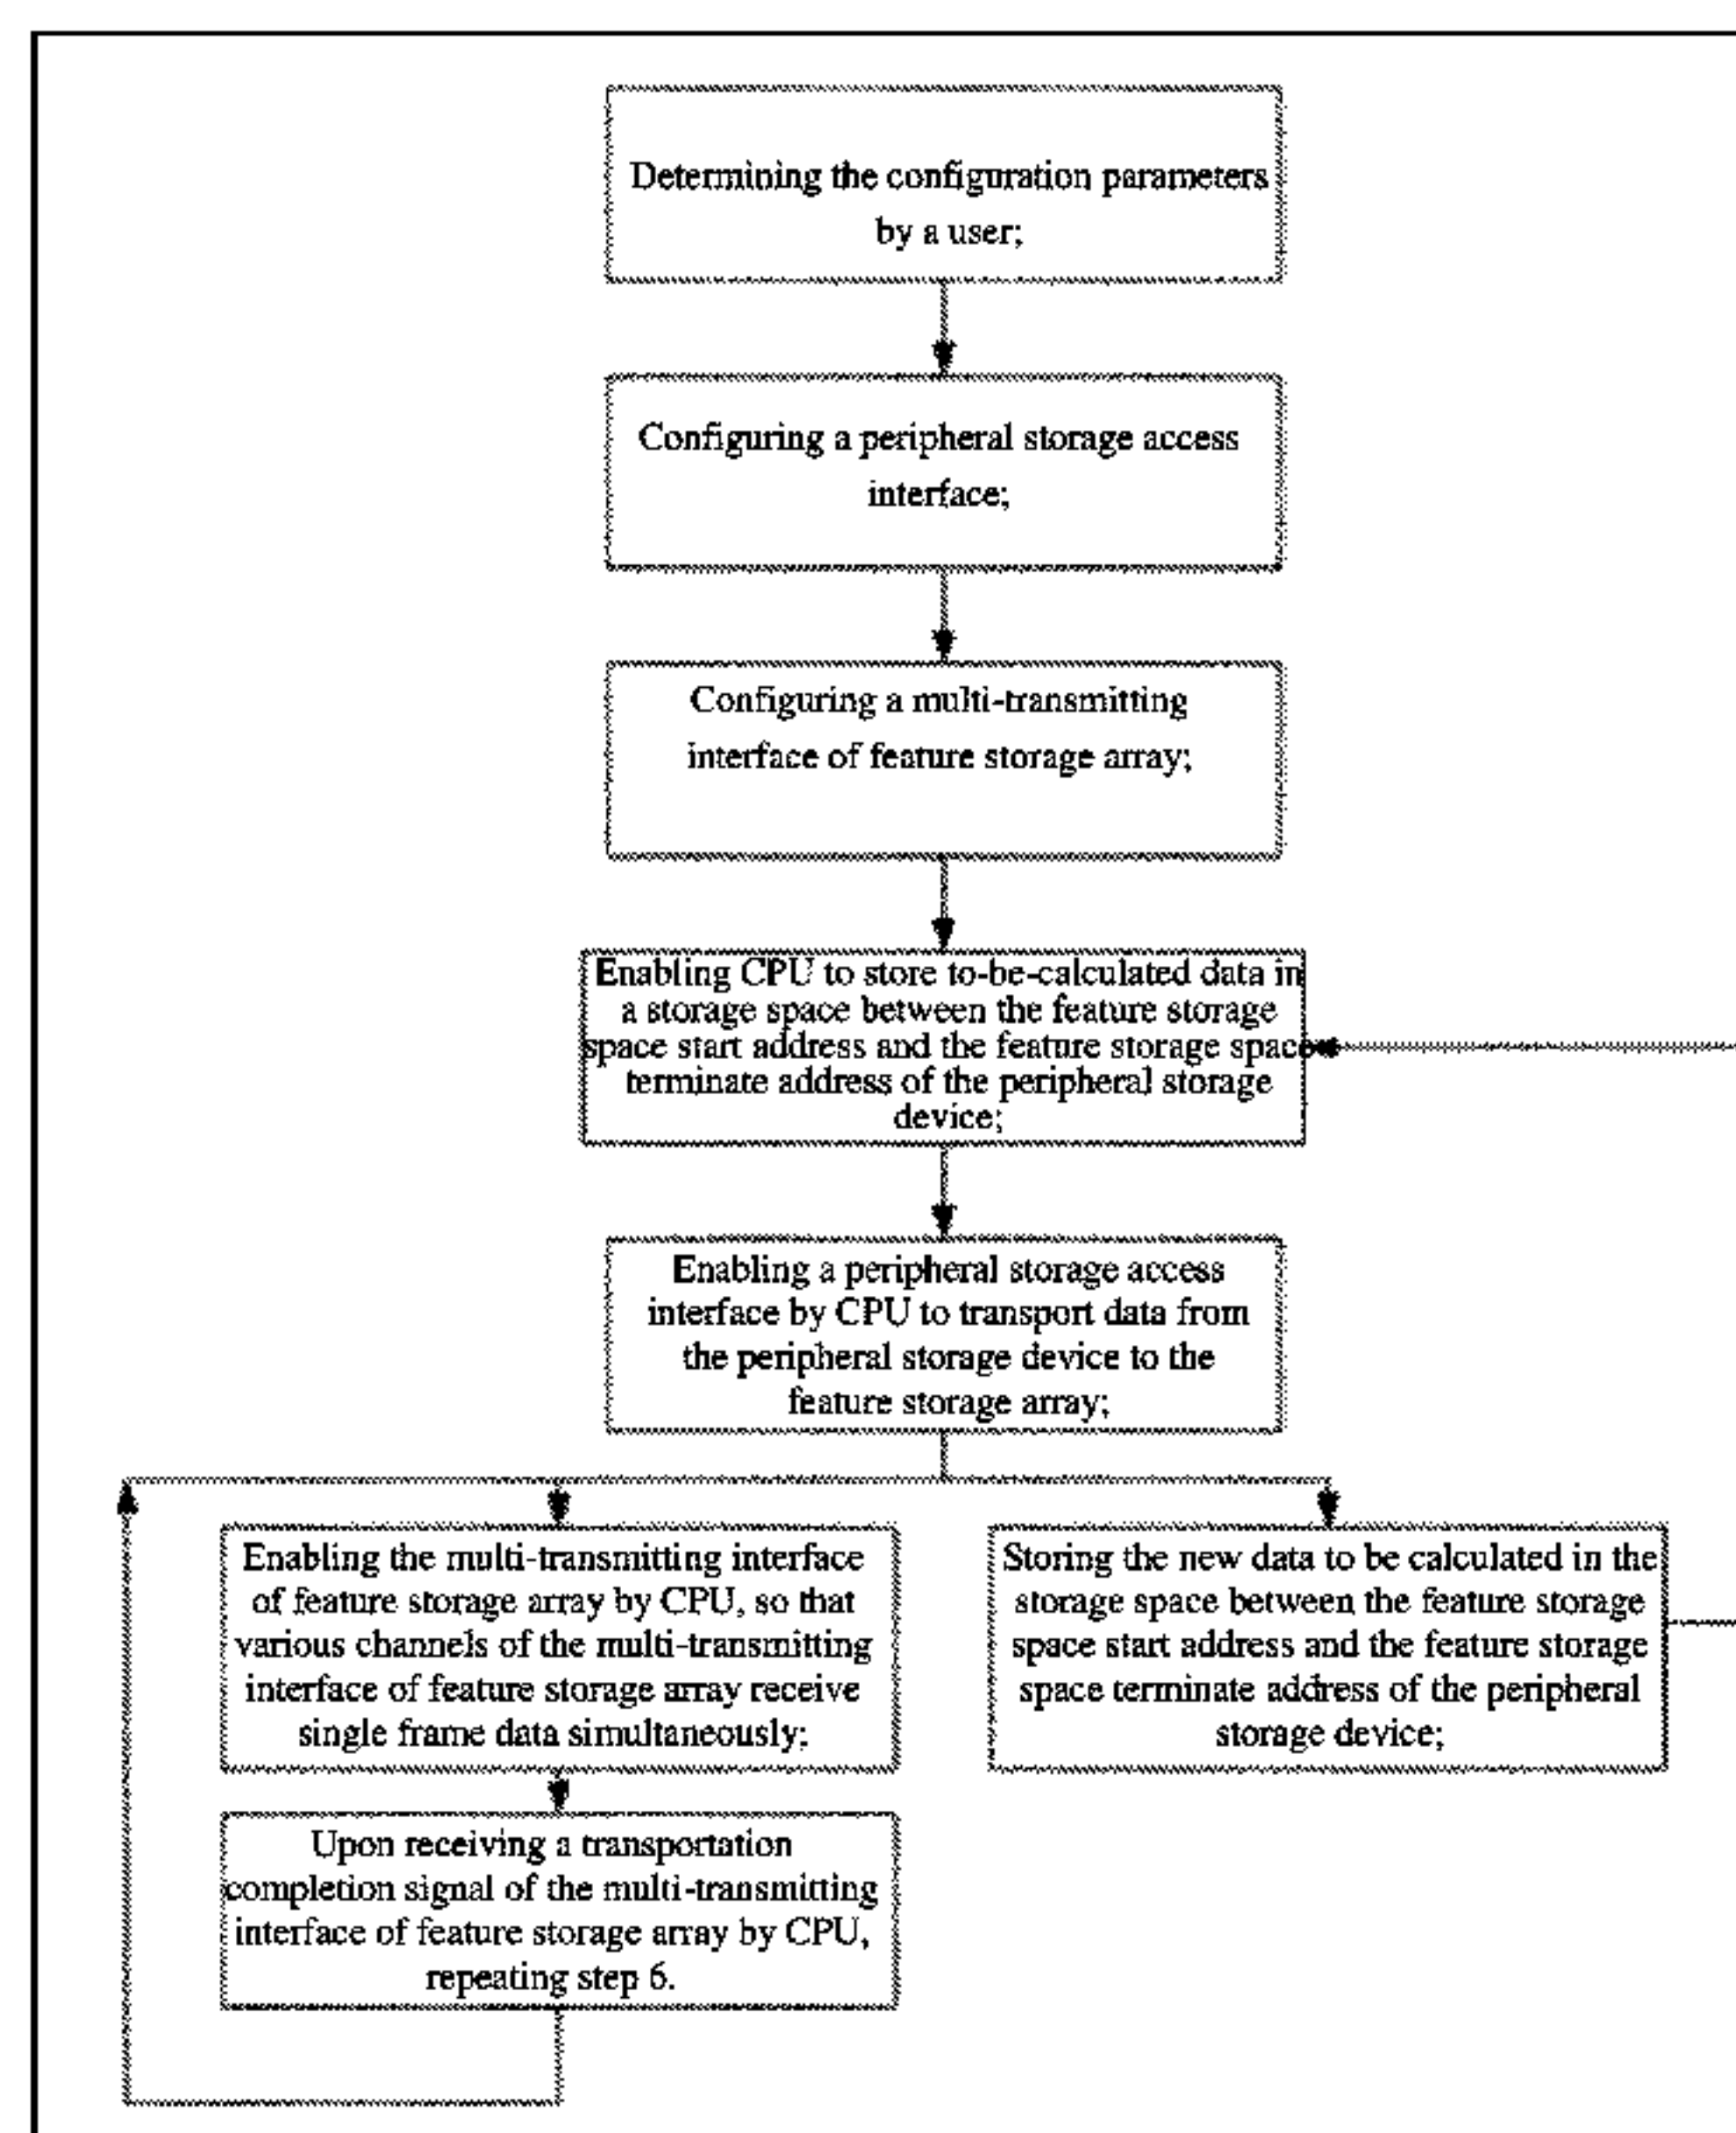 Determining the configuration parameters
by a user;
Configuring a peripheral storage access
interface;
Configuring a multi-transmitting
interface of feature storage array;
Enabling CPU to store to-be-calculated data in
a storage space between the feature storage
space start address and the feature storage space
terminate address of the peripheral storage
device;
Enabling a peripheral storage access
interface by CPU to transport data from
the peripheral storage device to the
feature storage array;
Enabling the multi-transmitting interface
of feature storage array by CPU, so that
various channels of the multi-transmitting
interface of feature storage array receive
single frame data simultaneously;
Storing the new data to be calculated in the
storage space between the feature storage
space start address and the feature storage
space terminate address of the peripheral
storage device;
Upon receiving a transportation
completion signal of the multi-transmitting
interface of feature storage array by CPU,
repeating step 6.